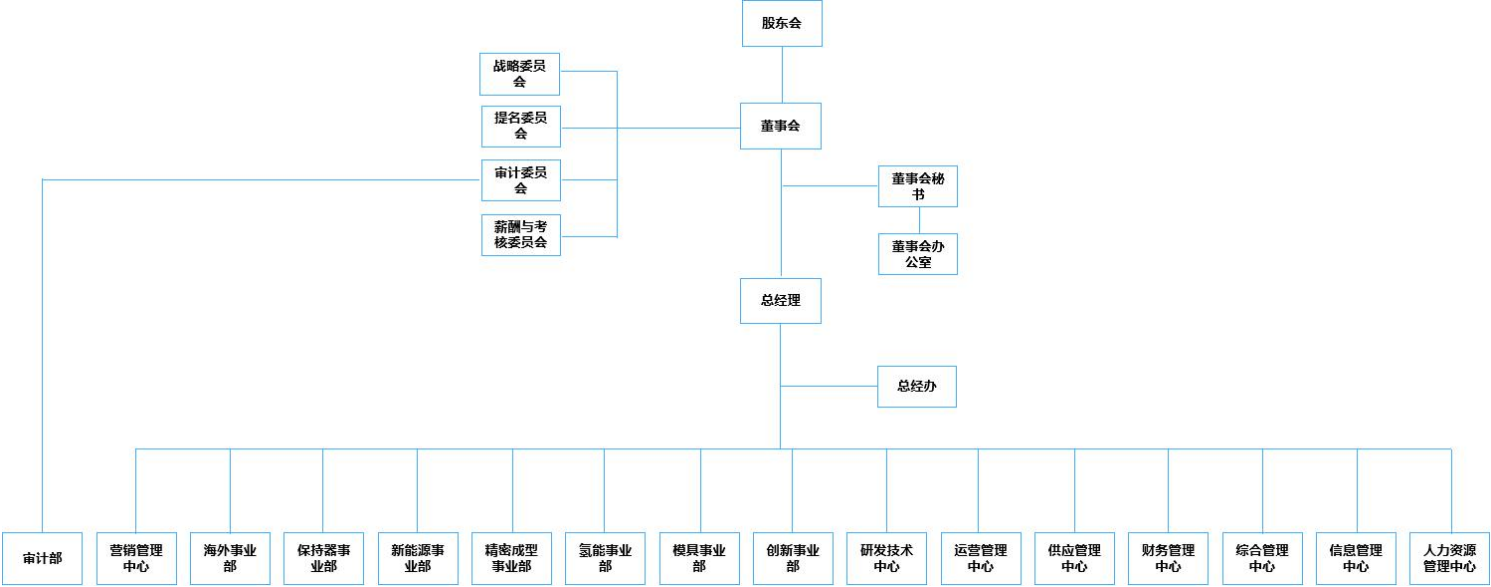 股东会
战略委员
会
提名委员
会
董事会
审计委员
会
董事会秘
书
薪酬与考
核委员会
董事会办
公室
总经理
总经办
审计部
营销管理
中心
海外事业
部
保持器事
业部
新能源事
业部
精密成型
事业部
氢能事业
部
模具事业
部
创新事业
部
研发技术
中心
运营管理
中心
供应管理
中心
财务管理
中心
综合管理
中心
信息管理
中心
人力资源
管理中心